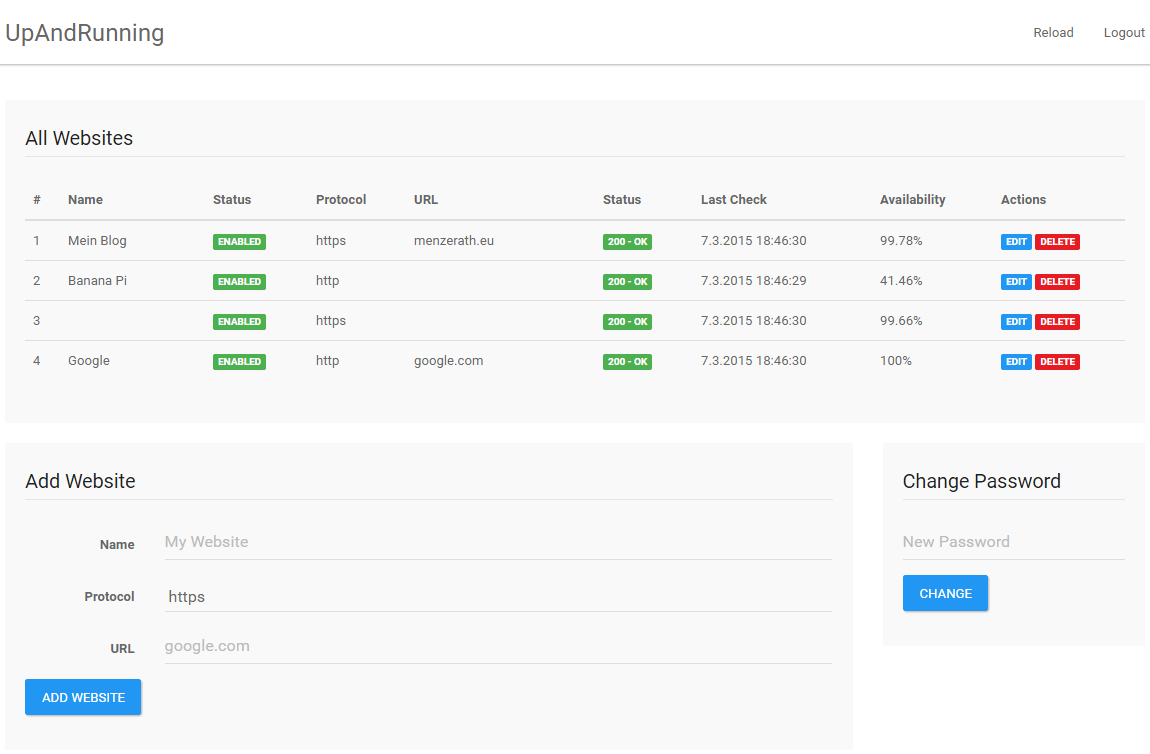 UpAndRunning Reload Logout
All Websites
# Name Status Protocol URL Status Last Check Availability Actions
1 Mein Blog ENABLED https menzerath.eu 200 - OK 7.3.2015 18:46:30 99.78% EDIT DELETE
2 Banana Pi ENABLED http 200 - OK 7.3.2015 18:46:29 41.46% EDIT DELETE
3 ENABLED https 200 - OK 7.3.2015 18:46:30 99.66% EDIT DELETE
4 Google ENABLED http google.com 200 - OK 7.3.2015 18:46:30 100% EDIT DELETE
Add Website
Name My Website
Protocol https
URL google.com
ADD WEBSITE
Change Password
New Password
CHANGE